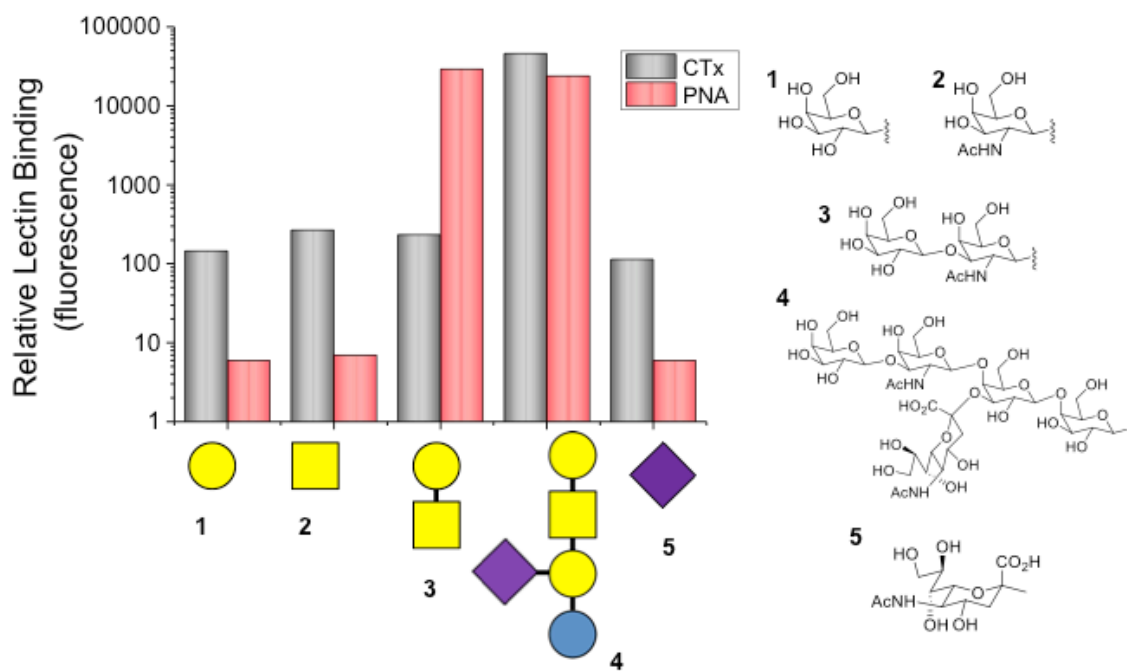 Relative Lectin Binding
(fluorescence)
100000
10000
1000
100
10
1
CTx
PNA
1
2
3
4
5
1
HO OH
O
HO
HO
2
HO OH
O
HO
AcHN
3
HO OH
HO OH
O
O
HO
O
HO
AcHN
4
HO OH
HO OH
O
O
HO
O
O
OH
HO
AcHN
O
O
OH
HO2C
O
OH
O
HO
O
O
HO
HO
HO
OH
HO
AcHN
OH
5
OH
HO
CO2H
O
AcHN
OH OH